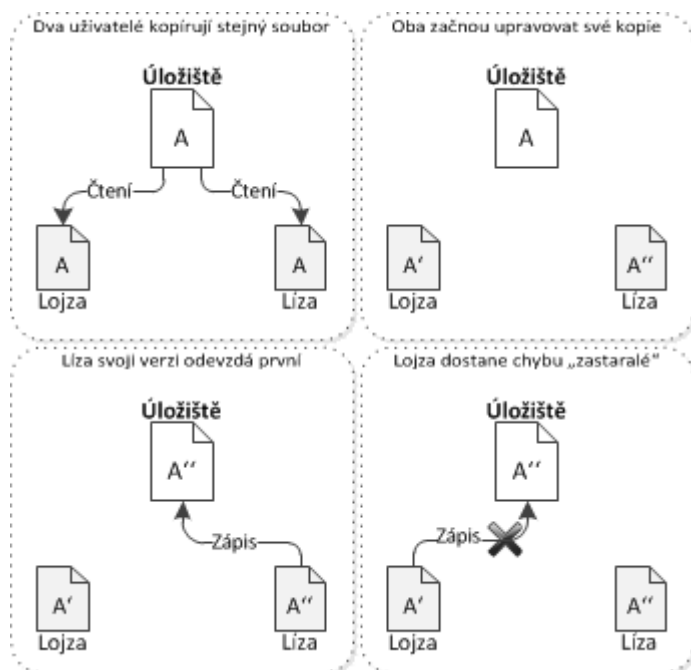 Dva uživatelé kopírují stejný soubor
Úložiště
A
Čtení
Čtení
A
A
Lojza
Líza
Oba začnou upravovat své kopie
Úložiště
A
A‘
A‘‘
Lojza
Líza
Líza svoji verzi odevzdá první
Úložiště
A‘‘
Zápis
A‘
A‘‘
Lojza
Líza
Lojza dostane chybu „zastaralé“
Úložiště
A‘‘
Zápis
A‘
A‘‘
Lojza
Líza